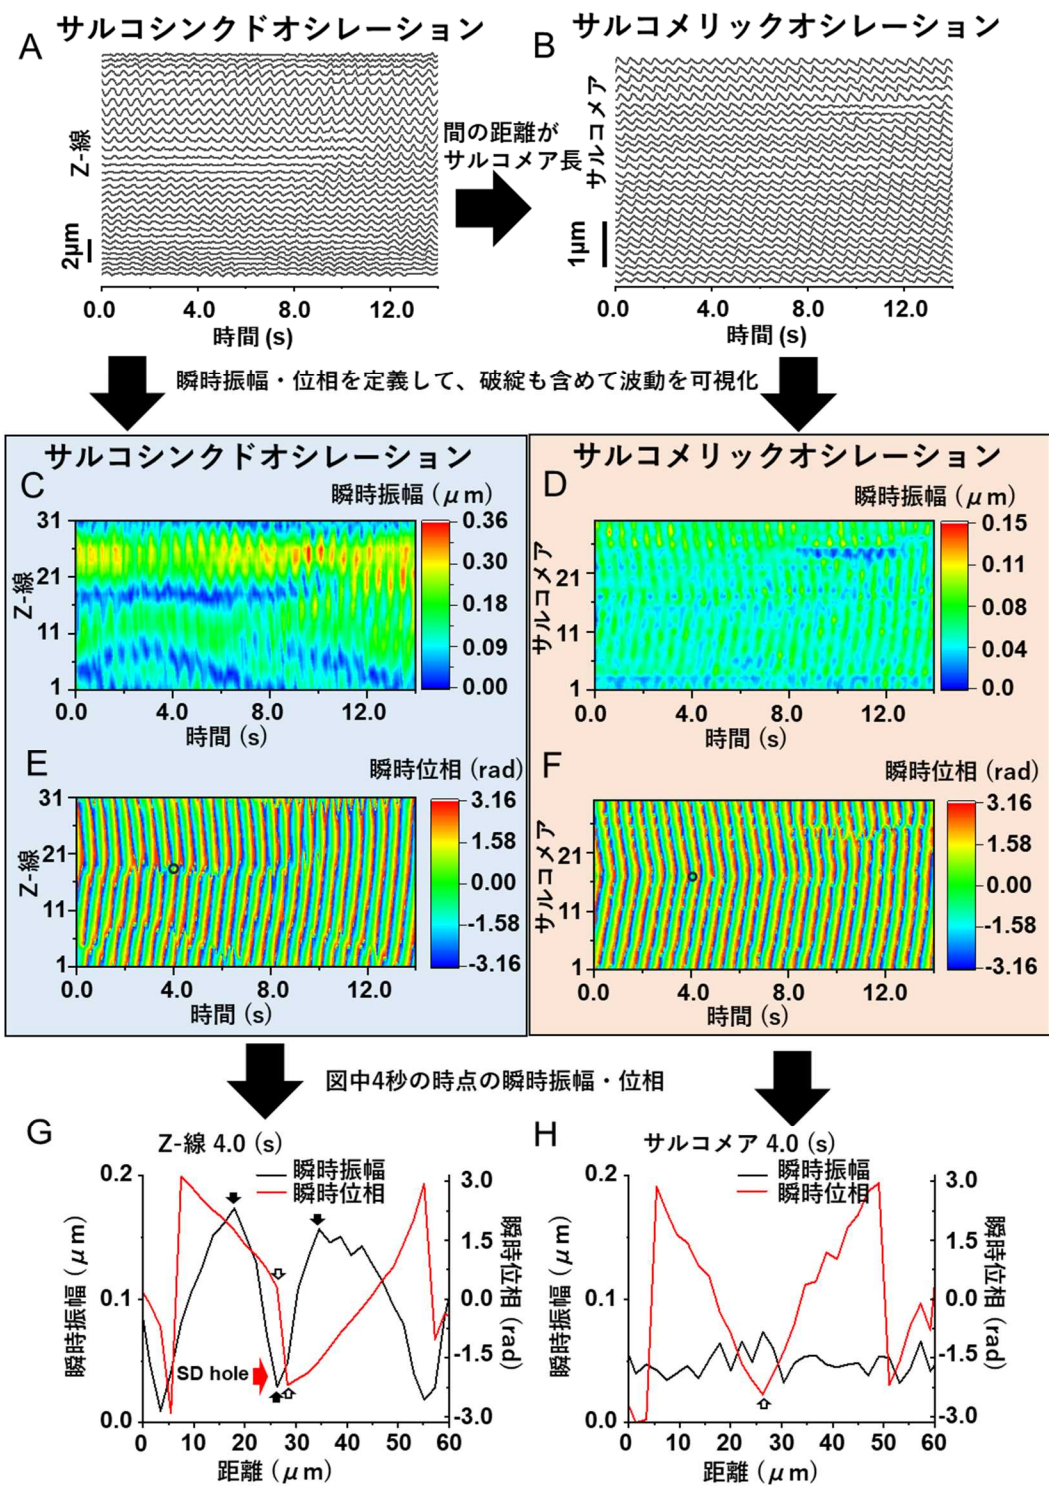 サルコシンクドオシレーション
サルコメリックオシレーション
A
B
Z-線
2μm
0.0 4.0 8.0 12.0
時間 (s)
間の距離が
サルコメア長
サルコメア
1μm
0.0 4.0 8.0 12.0
時間 (s)
瞬時振幅・位相を定義して、破綻も含めて波動を可視化
サルコシンクドオシレーション
C
瞬時振幅 (μm)
Z-線
31
21
11
1
0.36
0.30
0.18
0.09
0.00
0.0 4.0 8.0 12.0
時間 (s)
サルコメリックオシレーション
D
瞬時振幅 (μm)
サルコメア
21
11
1
0.15
0.11
0.08
0.04
0.0
0.0 4.0 8.0 12.0
時間 (s)
E
瞬時位相 (rad)
Z-線
31
21
11
1
3.16
1.58
0.00
-1.58
-3.16
0.0 4.0 8.0 12.0
時間 (s)
F
瞬時位相 (rad)
サルコメア
21
11
1
3.16
1.58
0.00
-1.58
-3.16
0.0 4.0 8.0 12.0
時間 (s)
図中4秒の時点の瞬時振幅・位相
G
Z-線 4.0 (s)
瞬時振幅
瞬時位相
瞬時振幅 (μm)
0.2
0.1
0.0
SD hole
3.0
1.5
0.0
-1.5
-3.0
瞬時位相 (rad)
0 10 20 30 40 50 60
距離 (μm)
H
サルコメア 4.0 (s)
瞬時振幅
瞬時位相
瞬時振幅 (μm)
0.2
0.1
0.0
3.0
1.5
0.0
-1.5
-3.0
瞬時位相 (rad)
0 10 20 30 40 50 60
距離 (μm)